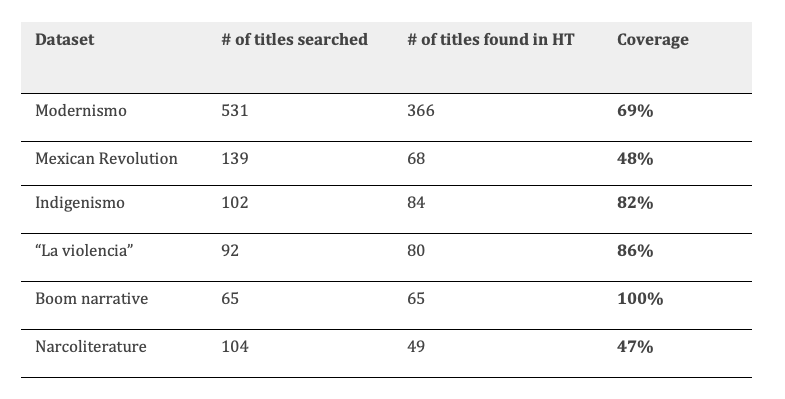 Dataset # of titles searched # of titles found in HT Coverage
Modernismo 531 366 69%
Mexican Revolution 139 68 48%
Indigenismo 102 84 82%
“La violencia” 92 80 86%
Boom narrative 65 65 100%
Narcoliterature 104 49 47%